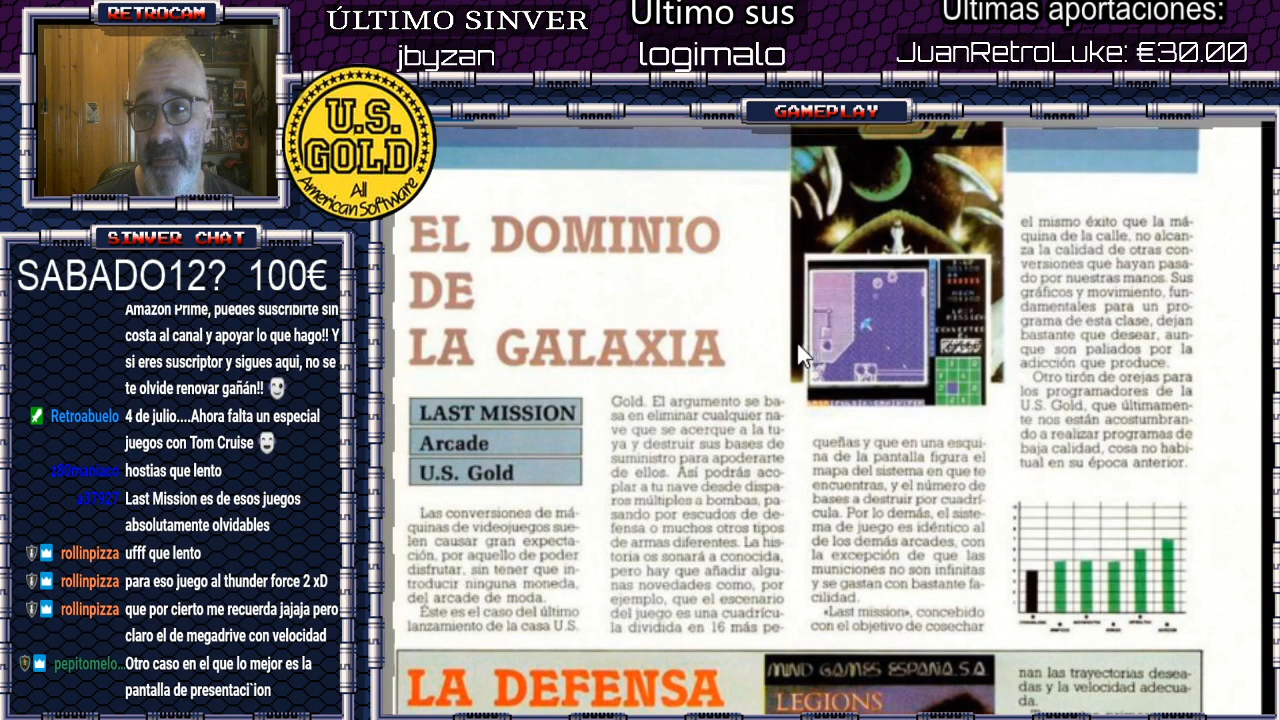 RETROCAM
ÚLTIMO SINVER
jbyzan
Último sus
logimalo
Últimas aportaciones:
JuanRetroLuke: €30.00
U.S.
GOLD
All
American Software
GAMEPLAY
SINVER CHAT
SABADO12? 100€
Amazon Prime, puedes suscribirte sin
costa al canal y apoyar lo que hago!! Y
si eres suscriptor y sigues aqui, no se
te olvide renovar gañán!!
Retroabuelo 4 de julio....Ahora falta un especial
juegos con Tom Cruise
z80maniaco hostias que lento
a37927 Last Mission es de esos juegos
absolutamente olvidables
rollinpizza ufff que lento
rollinpizza para eso juego al thunder force 2 xD
rollinpizza que por cierto me recuerda jajaja pero
claro el de megadrive con velocidad
pepitomelo... Otro caso en el que lo mejor es la
pantalla de presentaci`ion
EL DOMINIO
DE
LA GALAXIA
LAST MISSION
Arcade
U.S. Gold
Las conversiones de má-
quinas de videojuegos sue-
len causar gran expecta-
ción, por aquello de poder
disfrutar, sin tener que in-
troducir ninguna moneda,
del arcade de moda.
Éste es el caso del último
lanzamiento de la casa U.S.
Gold. El argumento se ba-
sa en eliminar cualquier na-
ve que se acerque a la tu-
ya y destruir sus bases de
suministro para apoderarte
de ellos. Así podrás aco-
plar a tu nave desde dispa-
ros múltiples a bombas, pa-
sando por escudos de de-
fensa o muchos otros tipos
de armas diferentes. La his-
toria os sonará a conocida,
pero hay que añadir algu-
nas novedades como, por
ejemplo, que el escenario
del juego es una cuadrícu-
la dividida en 16 más pe-
queñas y que en una esqui-
na de la pantalla figura el
mapa del sistema en que te
encuentras, y el número de
bases a destruir por cuadrí-
cula. Por lo demás, el siste-
ma de juego es idéntico al
de los demás arcades, con
la excepción de que las
municiones no son infinitas
y se gastan con bastante fa-
cilidad.
«Last mission», concebido
con el objetivo de cosechar
el mismo éxito que la má-
quina de la calle, no alcan-
za la calidad de otras con-
versiones que hayan pasa-
do por nuestras manos. Sus
gráficos y movimiento, fun-
damentales para un pro-
grama de esta clase, dejan
bastante que desear, aun-
que son paliados por la
adicción que produce.
Otro tirón de orejas para
los programadores de la
U.S. Gold, que últimamen-
te nos están acostumbran-
do a realizar programas de
baja calidad, cosa no habi-
tual en su época anterior.
LA DEFENSA
MIND GAMES ESPAÑA S.A
LEGIONS
nan las trayectorias desea-
das y la velocidad adecua-
da.